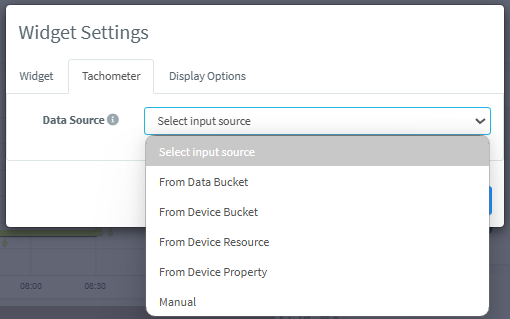 Widget Settings
Widget Tachometer Display Options
Data Source Select input source
Select input source
From Data Bucket
From Device Bucket
From Device Resource
From Device Property
Manual
08:00 08:30